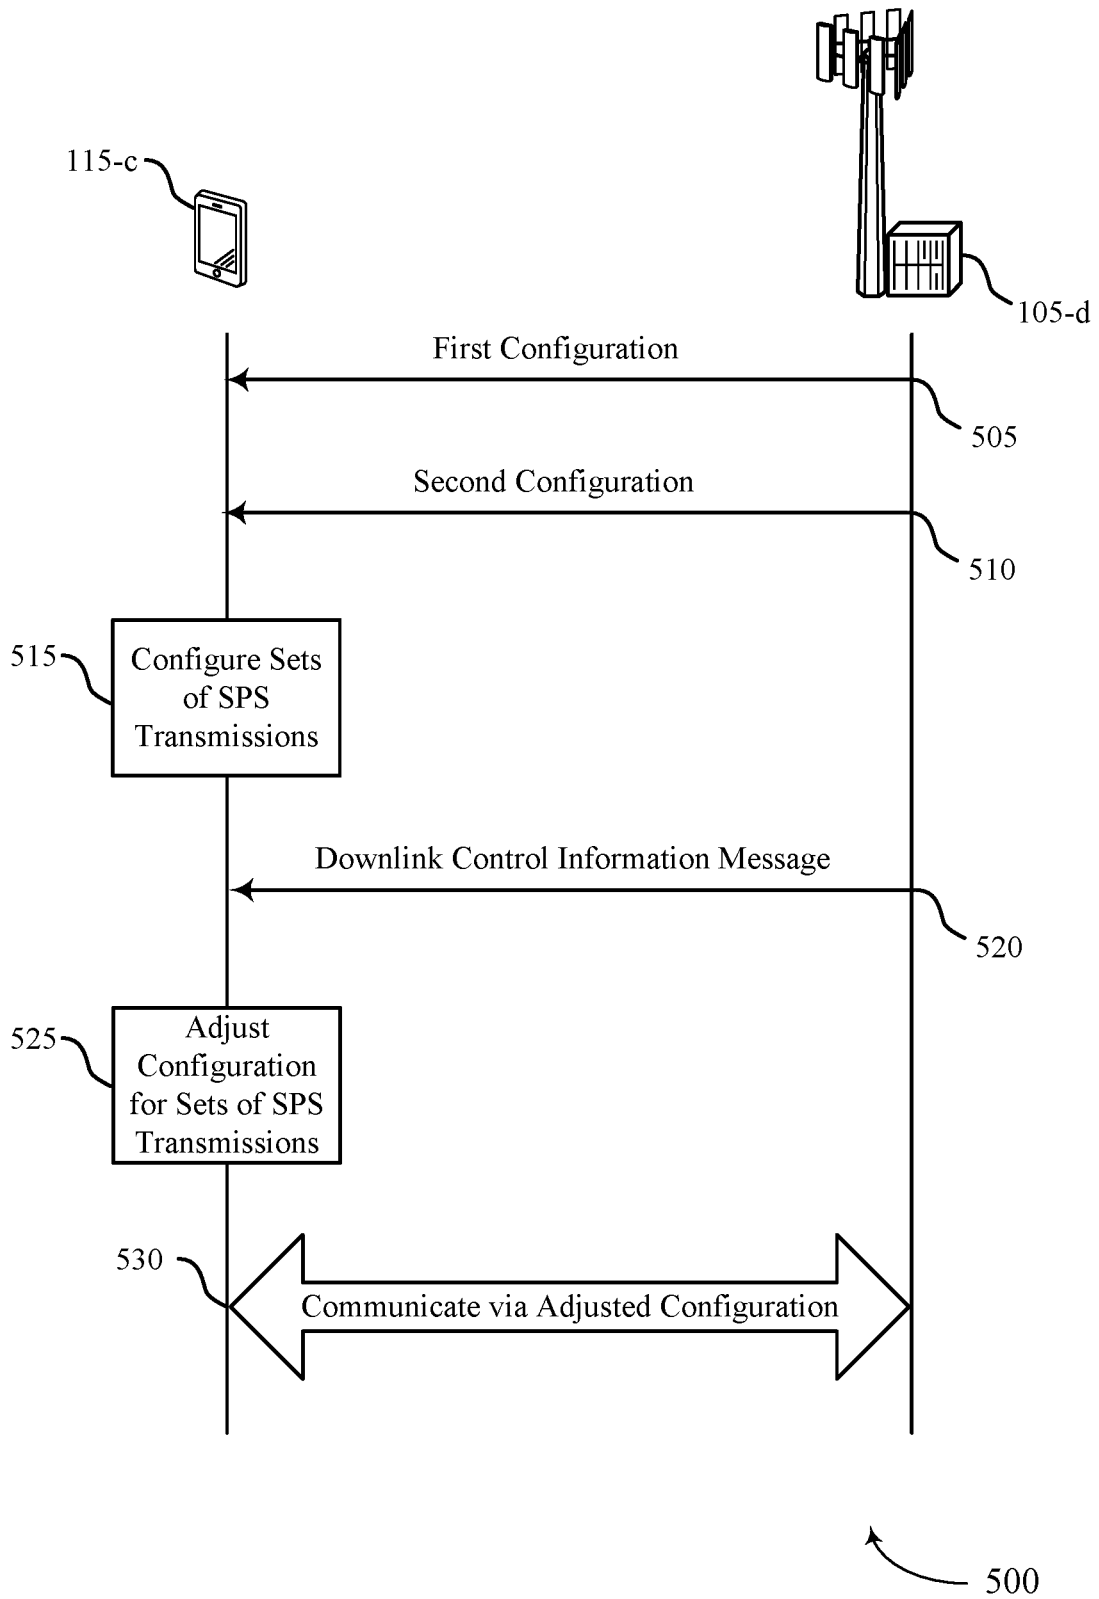 115-c
105-d
First Configuration
505
Second Configuration
510
515
Configure Sets
of SPS
Transmissions
Downlink Control Information Message
520
525
Adjust
Configuration
for Sets of SPS
Transmissions
530
Communicate via Adjusted Configuration
500